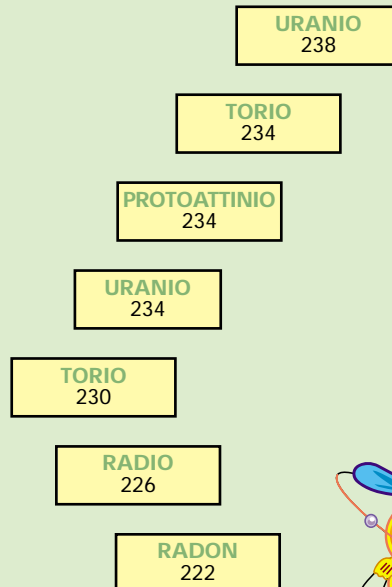 URANIO
238
TORIO
234
PROTOATTINIO
234
URANIO
234
TORIO
230
RADIO
226
RADON
222